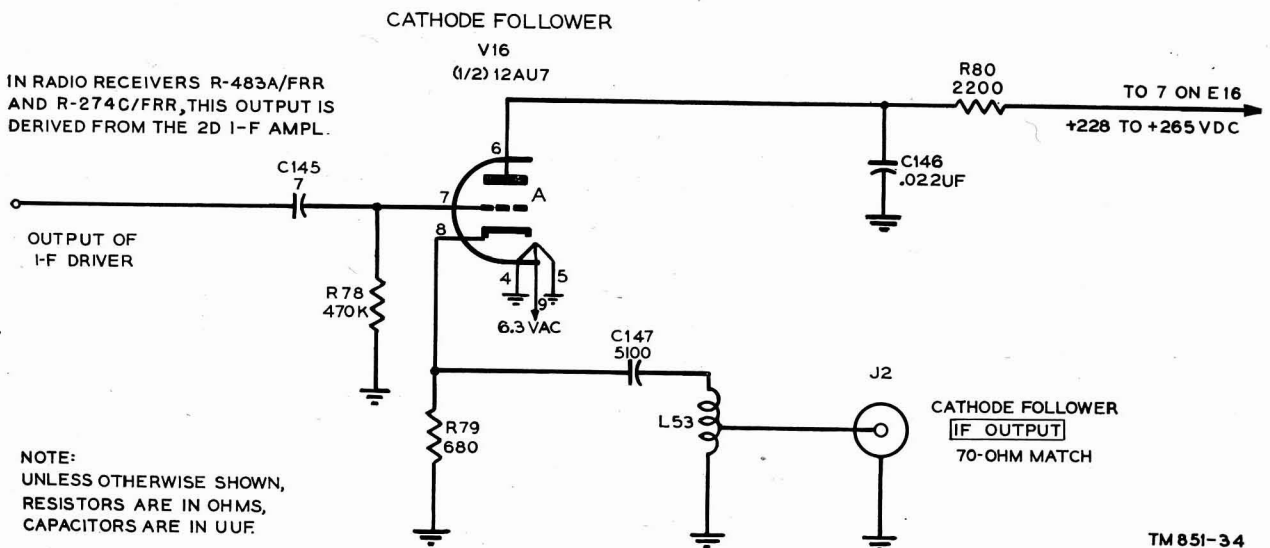 CATHODE FOLLOWER
V16
(1/2) 12AU7
IN RADIO RECEIVERS R-483A/FRR
AND R-274C/FRR, THIS OUTPUT IS
DERIVED FROM THE 2D I-F AMPL.
R80
2200
TO 7 ON E16
+228 TO +265 VDC
C146
.022UF
C145
7
6
7
A
8
OUTPUT OF
I-F DRIVER
4
5
9
6.3 VAC
R78
470K
C147
5100
J2
L53
CATHODE FOLLOWER
IF OUTPUT
70-OHM MATCH
R79
680
NOTE:
UNLESS OTHERWISE SHOWN,
RESISTORS ARE IN OHMS,
CAPACITORS ARE IN UUF.
TM 851-34